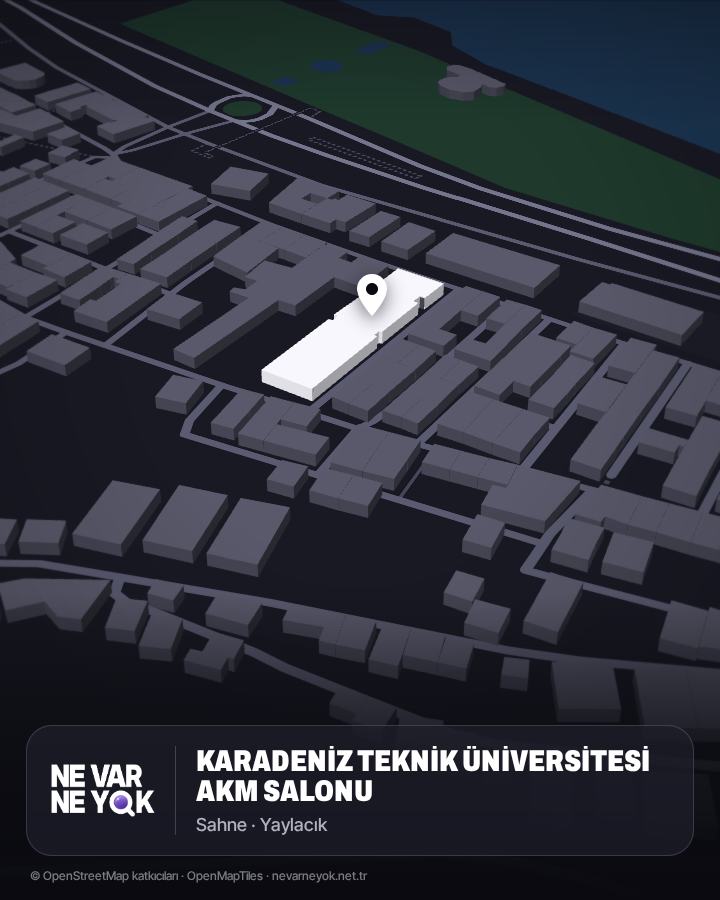 NE VAR
NE YOK
KARADENİZ TEKNİK ÜNİVERSİTESİ
AKM SALONU
Sahne · Yaylacık
© OpenStreetMap katkıcıları · OpenMapTiles · nevarneyok.net.tr